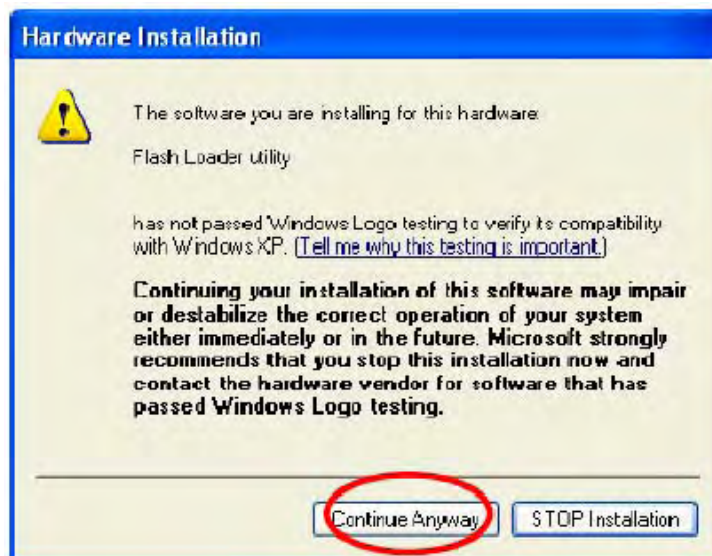 Hardware Installation
The software you are installing for this hardware:
Flash Loader utility
has not passed Windows Logo testing to verify its compatibility
with Windows XP. (Tell me why this testing is important.)
Continuing your installation of this software may impair
or destabilize the correct operation of your system
either immediately or in the future. Microsoft strongly
recommends that you stop this installation now and
contact the hardware vendor for software that has
passed Windows Logo testing.
Continue Anyway
STOP Installation